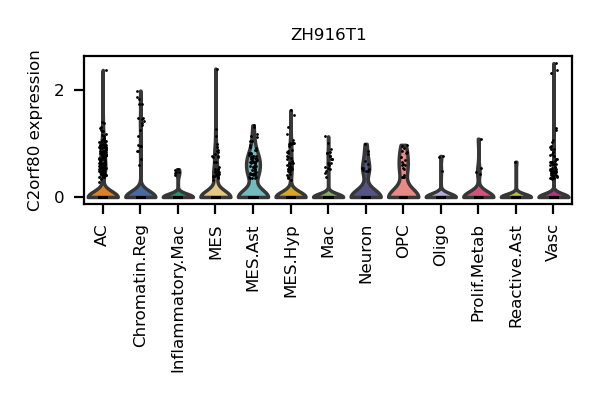 ZH916T1
C2orf80 expression
2
0
AC
Chromatin.Reg
Inflammatory.Mac
MES
MES.Ast
MES.Hyp
Mac
Neuron
OPC
Oligo
Prolif.Metab
Reactive.Ast
Vasc